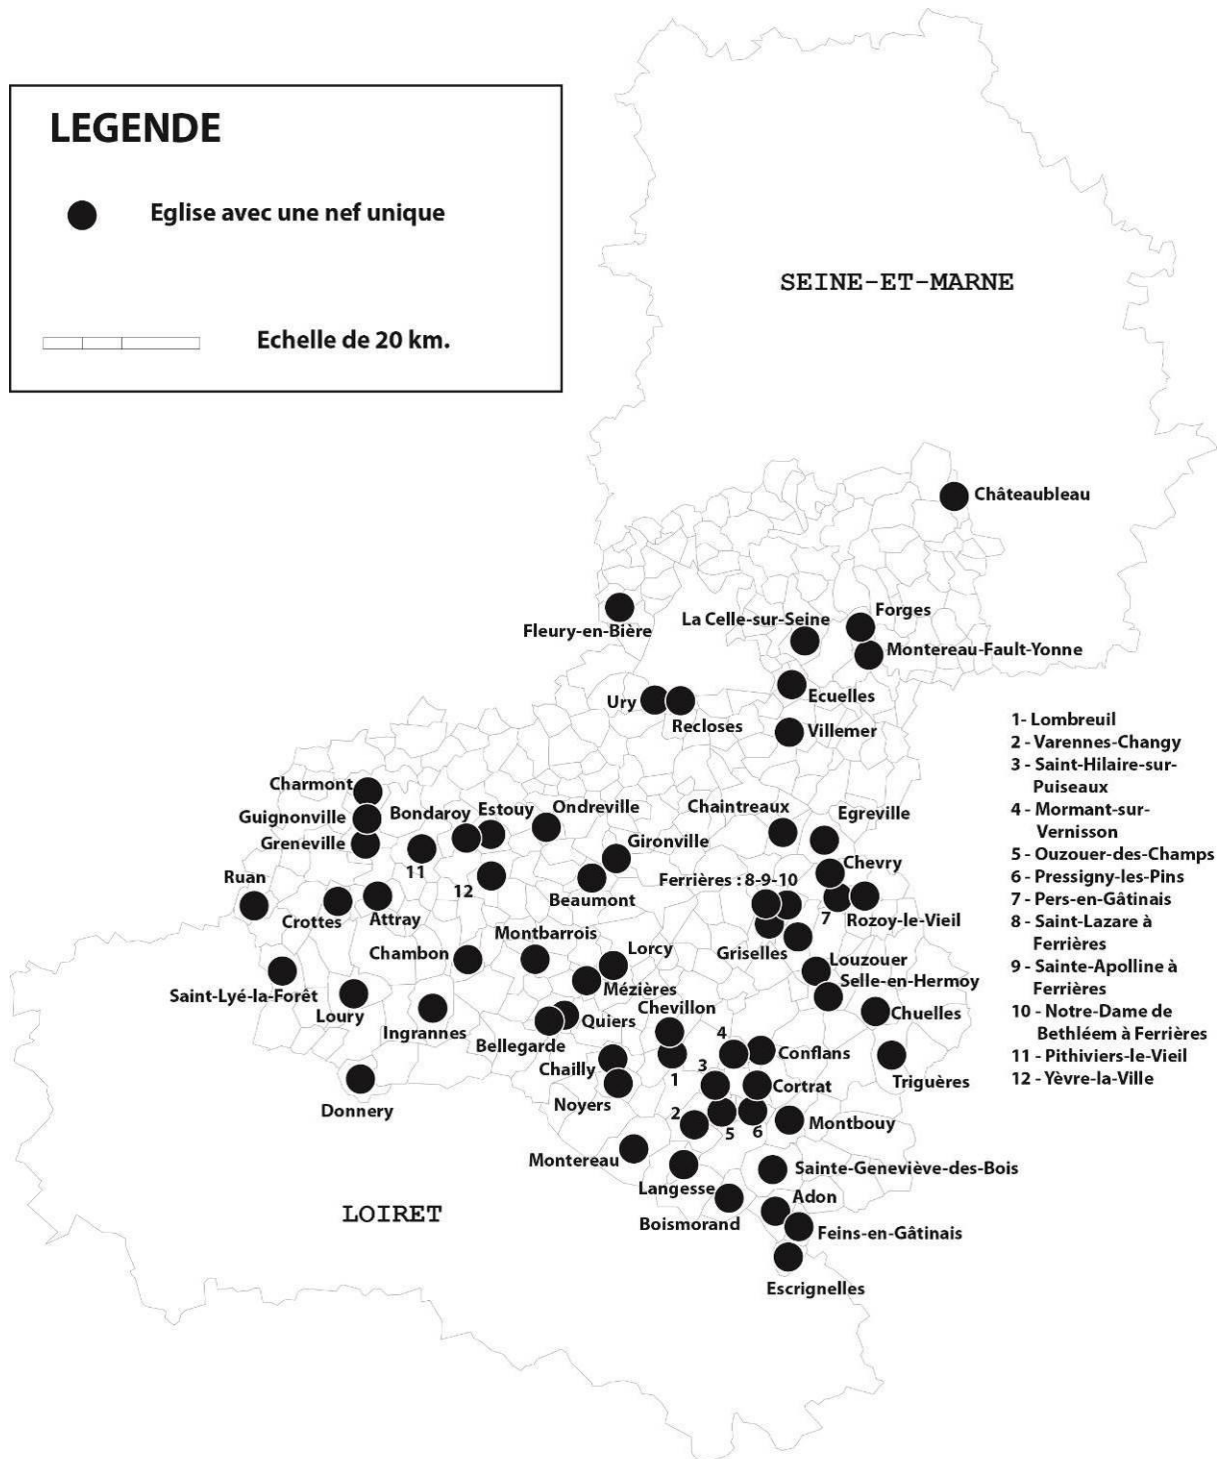 LEGENDE
Eglise avec une nef unique
Echelle de 20 km.
SEINE-ET-MARNE
Châteaubleau
Fleury-en-Bière
La Celle-sur-Seine
Forges
Montereau-Fault-Yonne
Ecuelles
Ury
Recloses
Villemer
1- Lombreuil
2 - Varennes-Changy
3 - Saint-Hilaire-sur-
Puiseaux
4 - Mormant-sur-
Vernisson
5 - Ouzouer-des-Champs
6 - Pressigny-les-Pins
7 - Pers-en-Gâtinais
8 - Saint-Lazare à
Ferrières
9 - Sainte-Apolline à
Ferrières
10 - Notre-Dame de
Bethléem à Ferrières
11 - Pithiviers-le-Vieil
12 - Yèvre-la-Ville
Charmont
Guignonville
Greneville
Bondaroy
Estouy
Ondreville
Gironville
Chaintreaux
Egreville
Chevry
11
12
Beaumont
Ferrières : 8-9-10
7
Rozoy-le-Vieil
Ruan
Crottes
Attray
Chambon
Montbarrois
Lorcy
Griselles
Louzouer
Selle-en-Hermoy
Mézières
Saint-Lyé-la-Forêt
Loury
Ingrannes
Bellegarde
Quiers
Chevillon
Chuelles
4
Conflans
Chailly
1
3
Cortrat
Triguères
Noyers
Donnery
2
5
6
Montbouy
Montereau
Langesse
Sainte-Geneviève-des-Bois
Adon
Boismorand
Feins-en-Gâtinais
LOIRET
Escrignelles